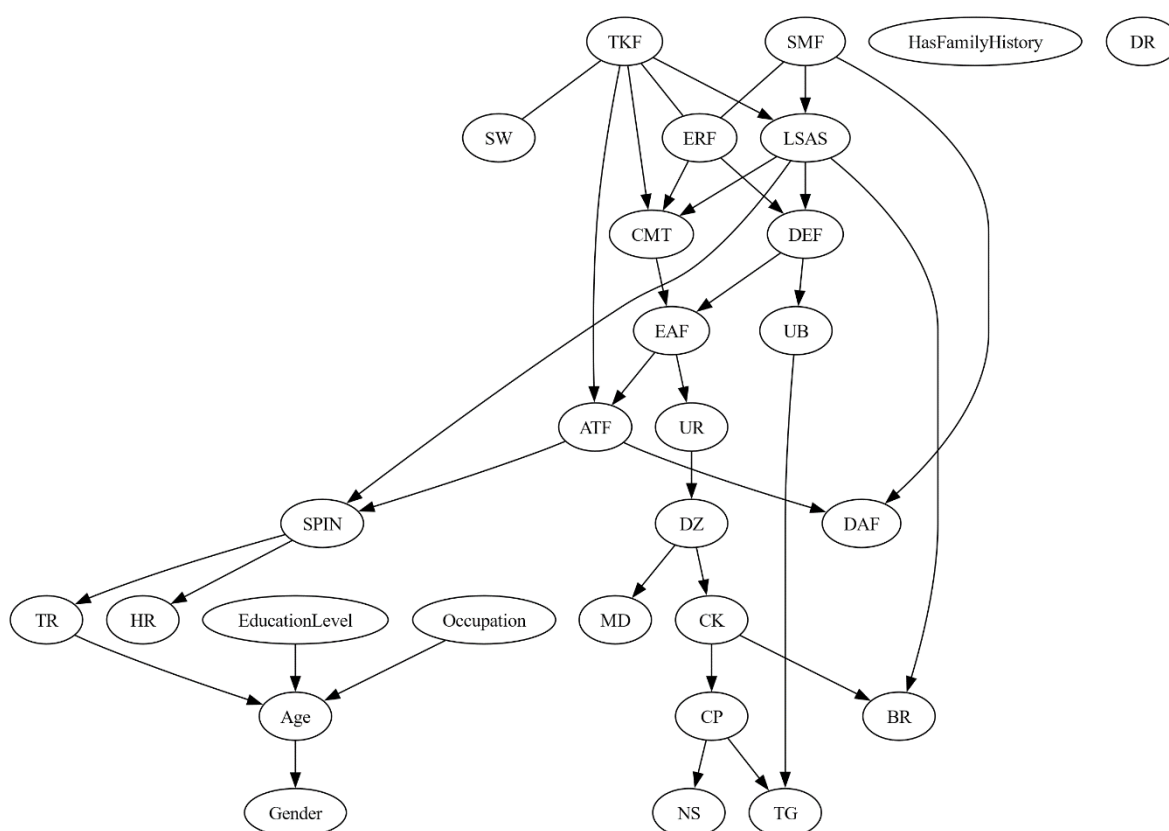 TKF
SMF
HasFamilyHistory
DR
SW
ERF
LSAS
CMT
DEF
EAF
UB
ATF
UR
SPIN
DZ
DAF
TR
HR
EducationLevel
Occupation
MD
CK
Age
CP
BR
Gender
NS
TG